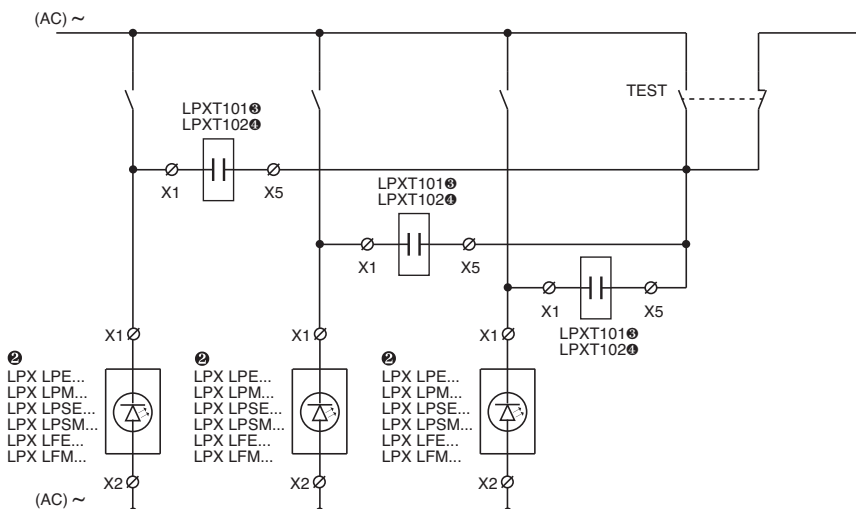 (AC) ~
TEST
LPXT101❸
LPXT102❹
X1
X5
LPXT101❸
LPXT102❹
X1
X5
X1
X5
LPXT101❸
LPXT102❹
X1
X1
X1
❷
LPX LPE...
LPX LPM...
LPX LPSE...
LPX LPSM...
LPX LFE...
LPX LFM...
❷
LPX LPE...
LPX LPM...
LPX LPSE...
LPX LPSM...
LPX LFE...
LPX LFM...
❷
LPX LPE...
LPX LPM...
LPX LPSE...
LPX LPSM...
LPX LFE...
LPX LFM...
X2
X2
X2
(AC) ~